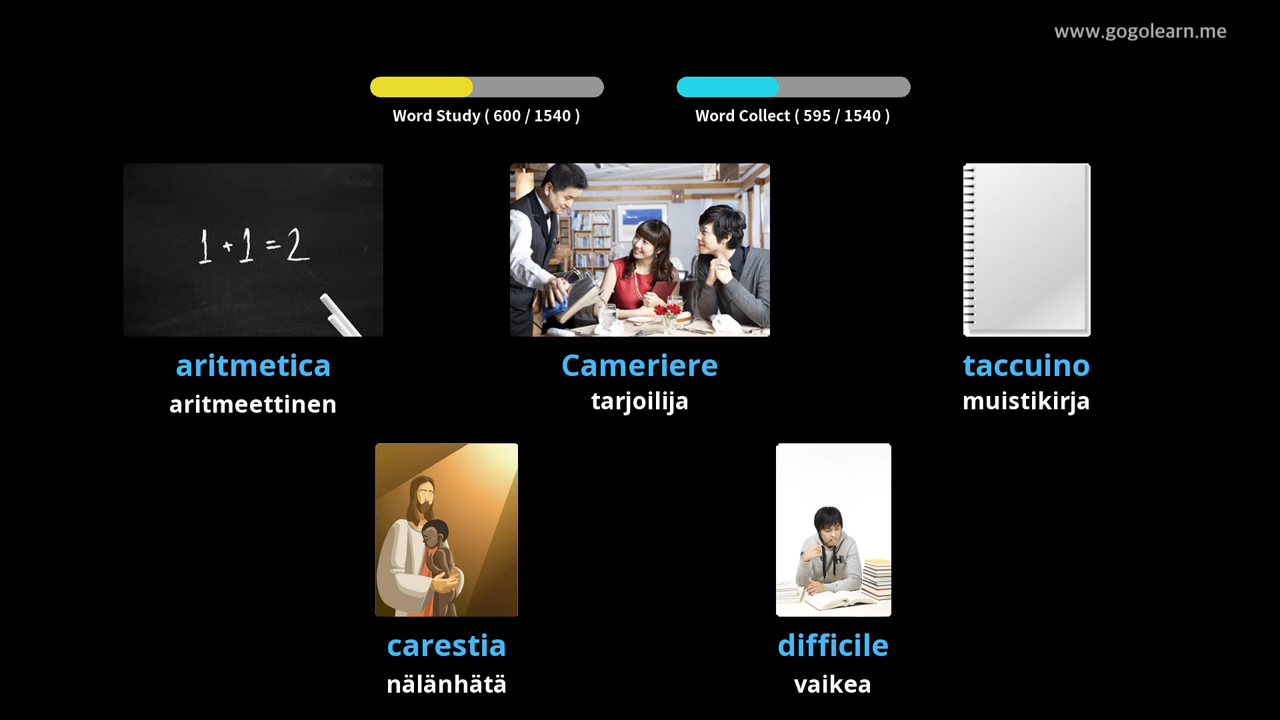 www.gogolearn.me
Word Study ( 600 / 1540 )
Word Collect ( 595 / 1540 )
1 + 1 = 2
aritmetica
aritmeettinen
Cameriere
tarjoilija
taccuino
muistikirja
carestia
nälänhätä
difficile
vaikea